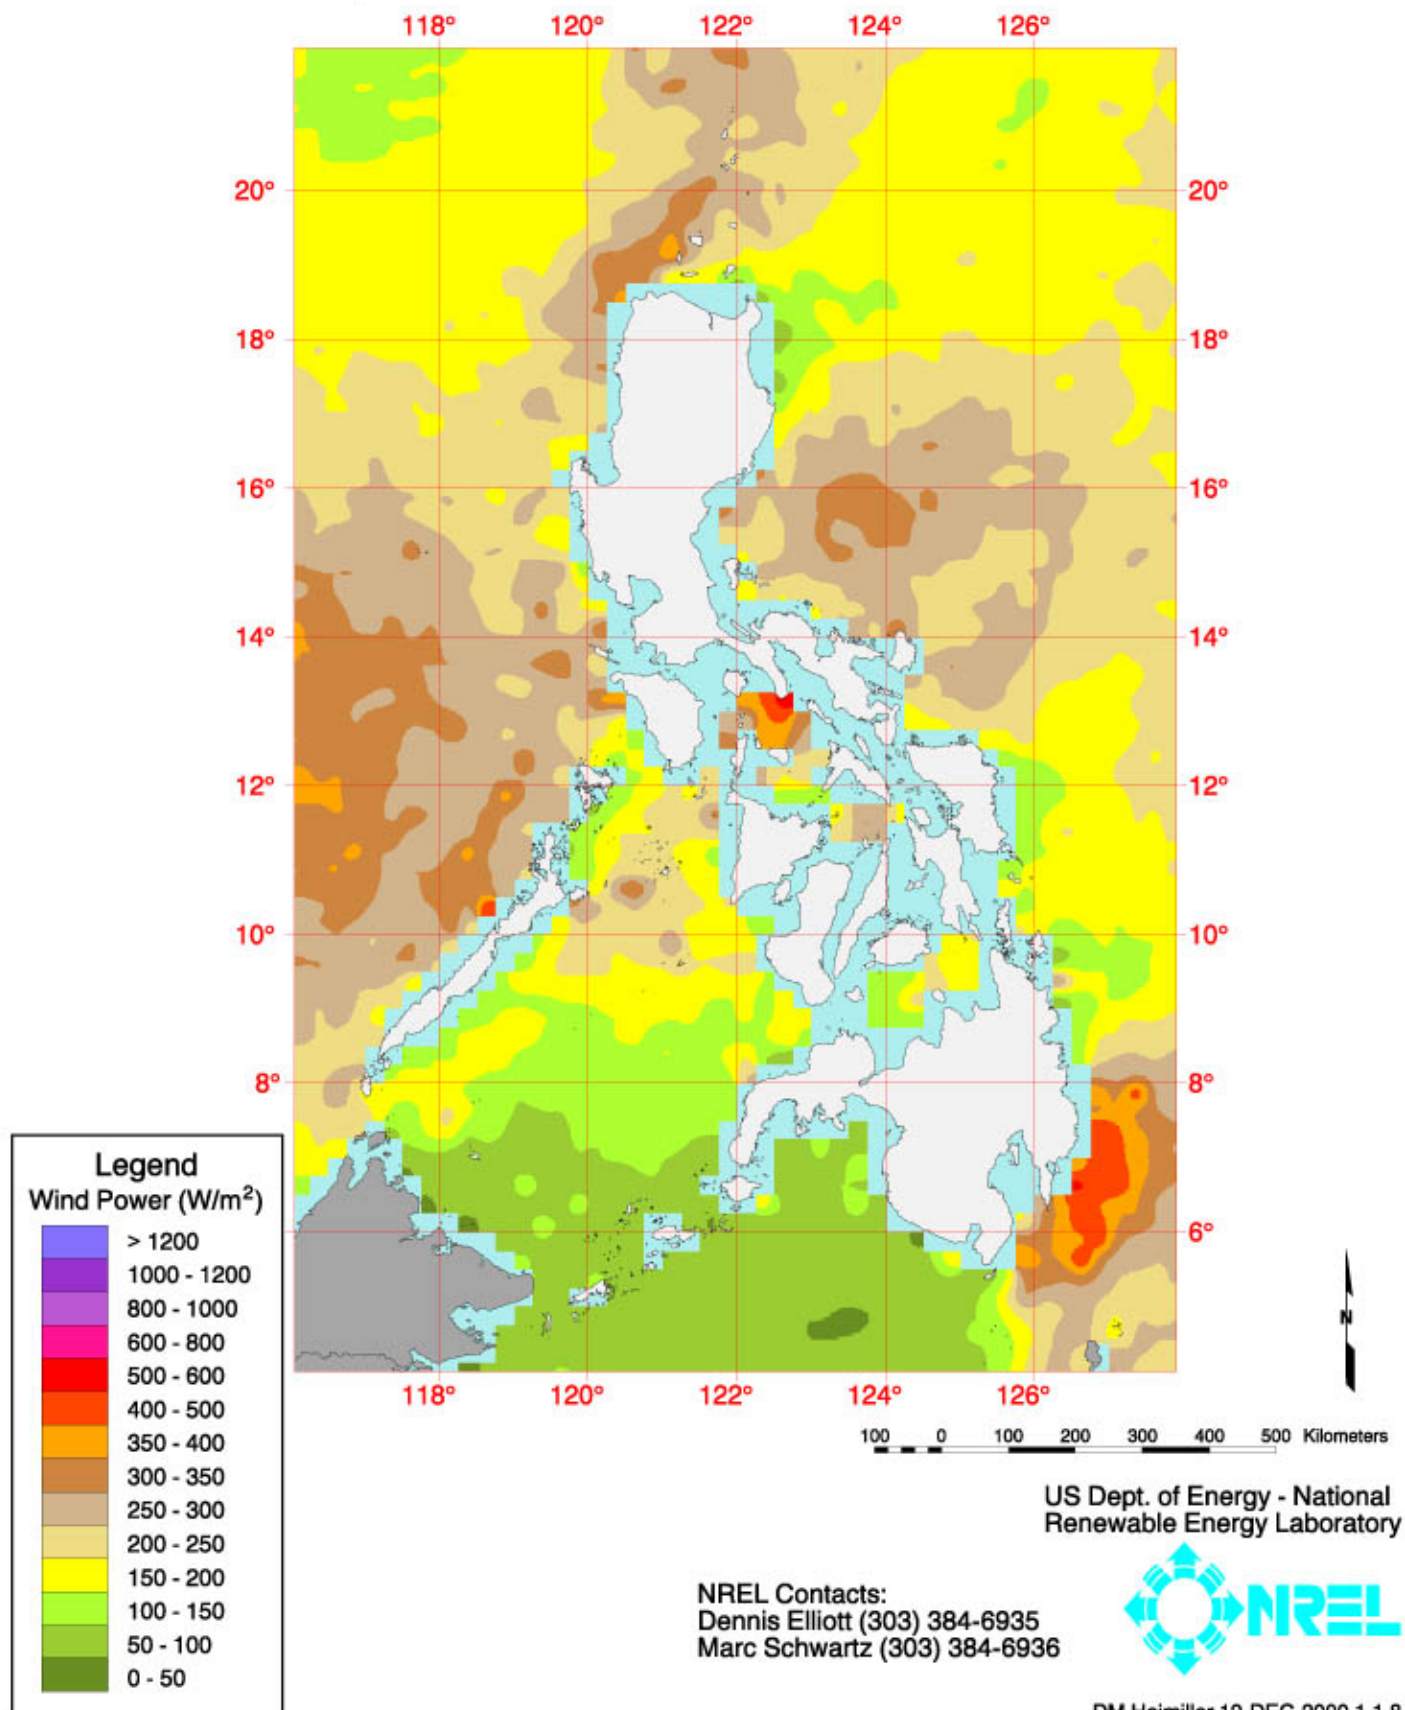 118° 120° 122° 124° 126°
20° 20°
18° 18°
16° 16°
14° 14°
12° 12°
10° 10°
8° 8°
6° 6°
118° 120° 122° 124° 126°
Legend
Wind Power (W/m²)
> 1200
1000 - 1200
800 - 1000
600 - 800
500 - 600
400 - 500
350 - 400
300 - 350
250 - 300
200 - 250
150 - 200
100 - 150
50 - 100
0 - 50
N
100 0 100 200 300 400 500 Kilometers
US Dept. of Energy - National
Renewable Energy Laboratory
NREL
NREL Contacts:
Dennis Elliott (303) 384-6935
Marc Schwartz (303) 384-6936